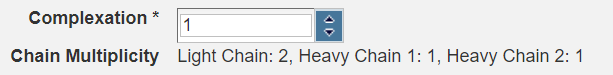 Complexation * 1
Chain Multiplicity Light Chain: 2, Heavy Chain 1: 1, Heavy Chain 2: 1